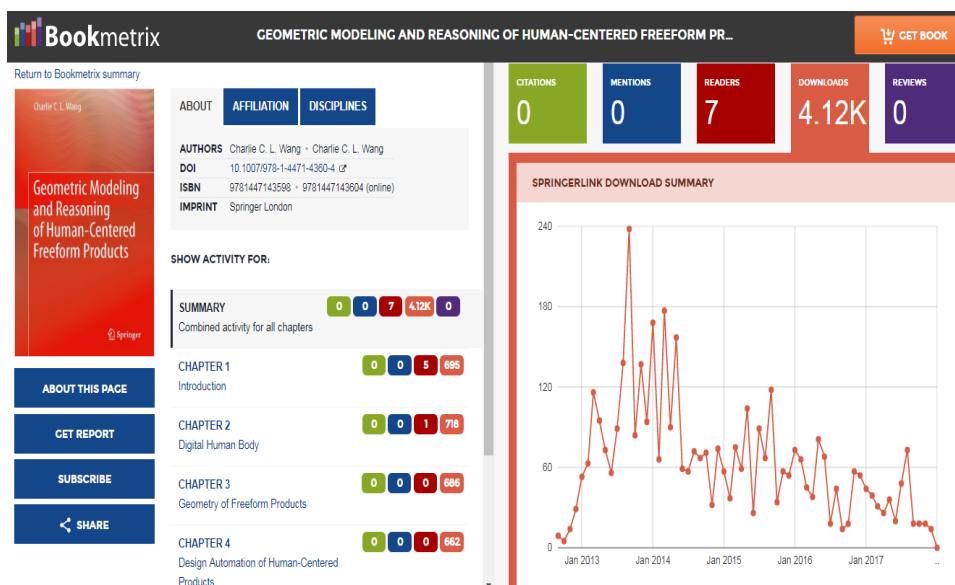 Bookmetrix
GEOMETRIC MODELING AND REASONING OF HUMAN-CENTERED FREEFORM PR...
GET BOOK
Return to Bookmetrix summary
Charlie C. L. Wang
Geometric Modeling
and Reasoning
of Human-Centered
Freeform Products
Springer
ABOUT THIS PAGE
GET REPORT
SUBSCRIBE
SHARE
ABOUT
AFFILIATION
DISCIPLINES
AUTHORS Charlie C. L. Wang • Charlie C. L. Wang
DOI 10.1007/978-1-4471-4360-4
ISBN 9781447143598 • 9781447143604 (online)
IMPRINT Springer London
SHOW ACTIVITY FOR:
SUMMARY 0 0 7 4.12K 0
Combined activity for all chapters
CHAPTER 1 0 0 5 695
Introduction
CHAPTER 2 0 0 1 718
Digital Human Body
CHAPTER 3 0 0 0 686
Geometry of Freeform Products
CHAPTER 4 0 0 0 662
Design Automation of Human-Centered
Products
CITATIONS
0
MENTIONS
0
READERS
7
DOWNLOADS
4.12K
REVIEWS
0
SPRINGERLINK DOWNLOAD SUMMARY
240
180
120
60
0
Jan 2013
Jan 2014
Jan 2015
Jan 2016
Jan 2017
..